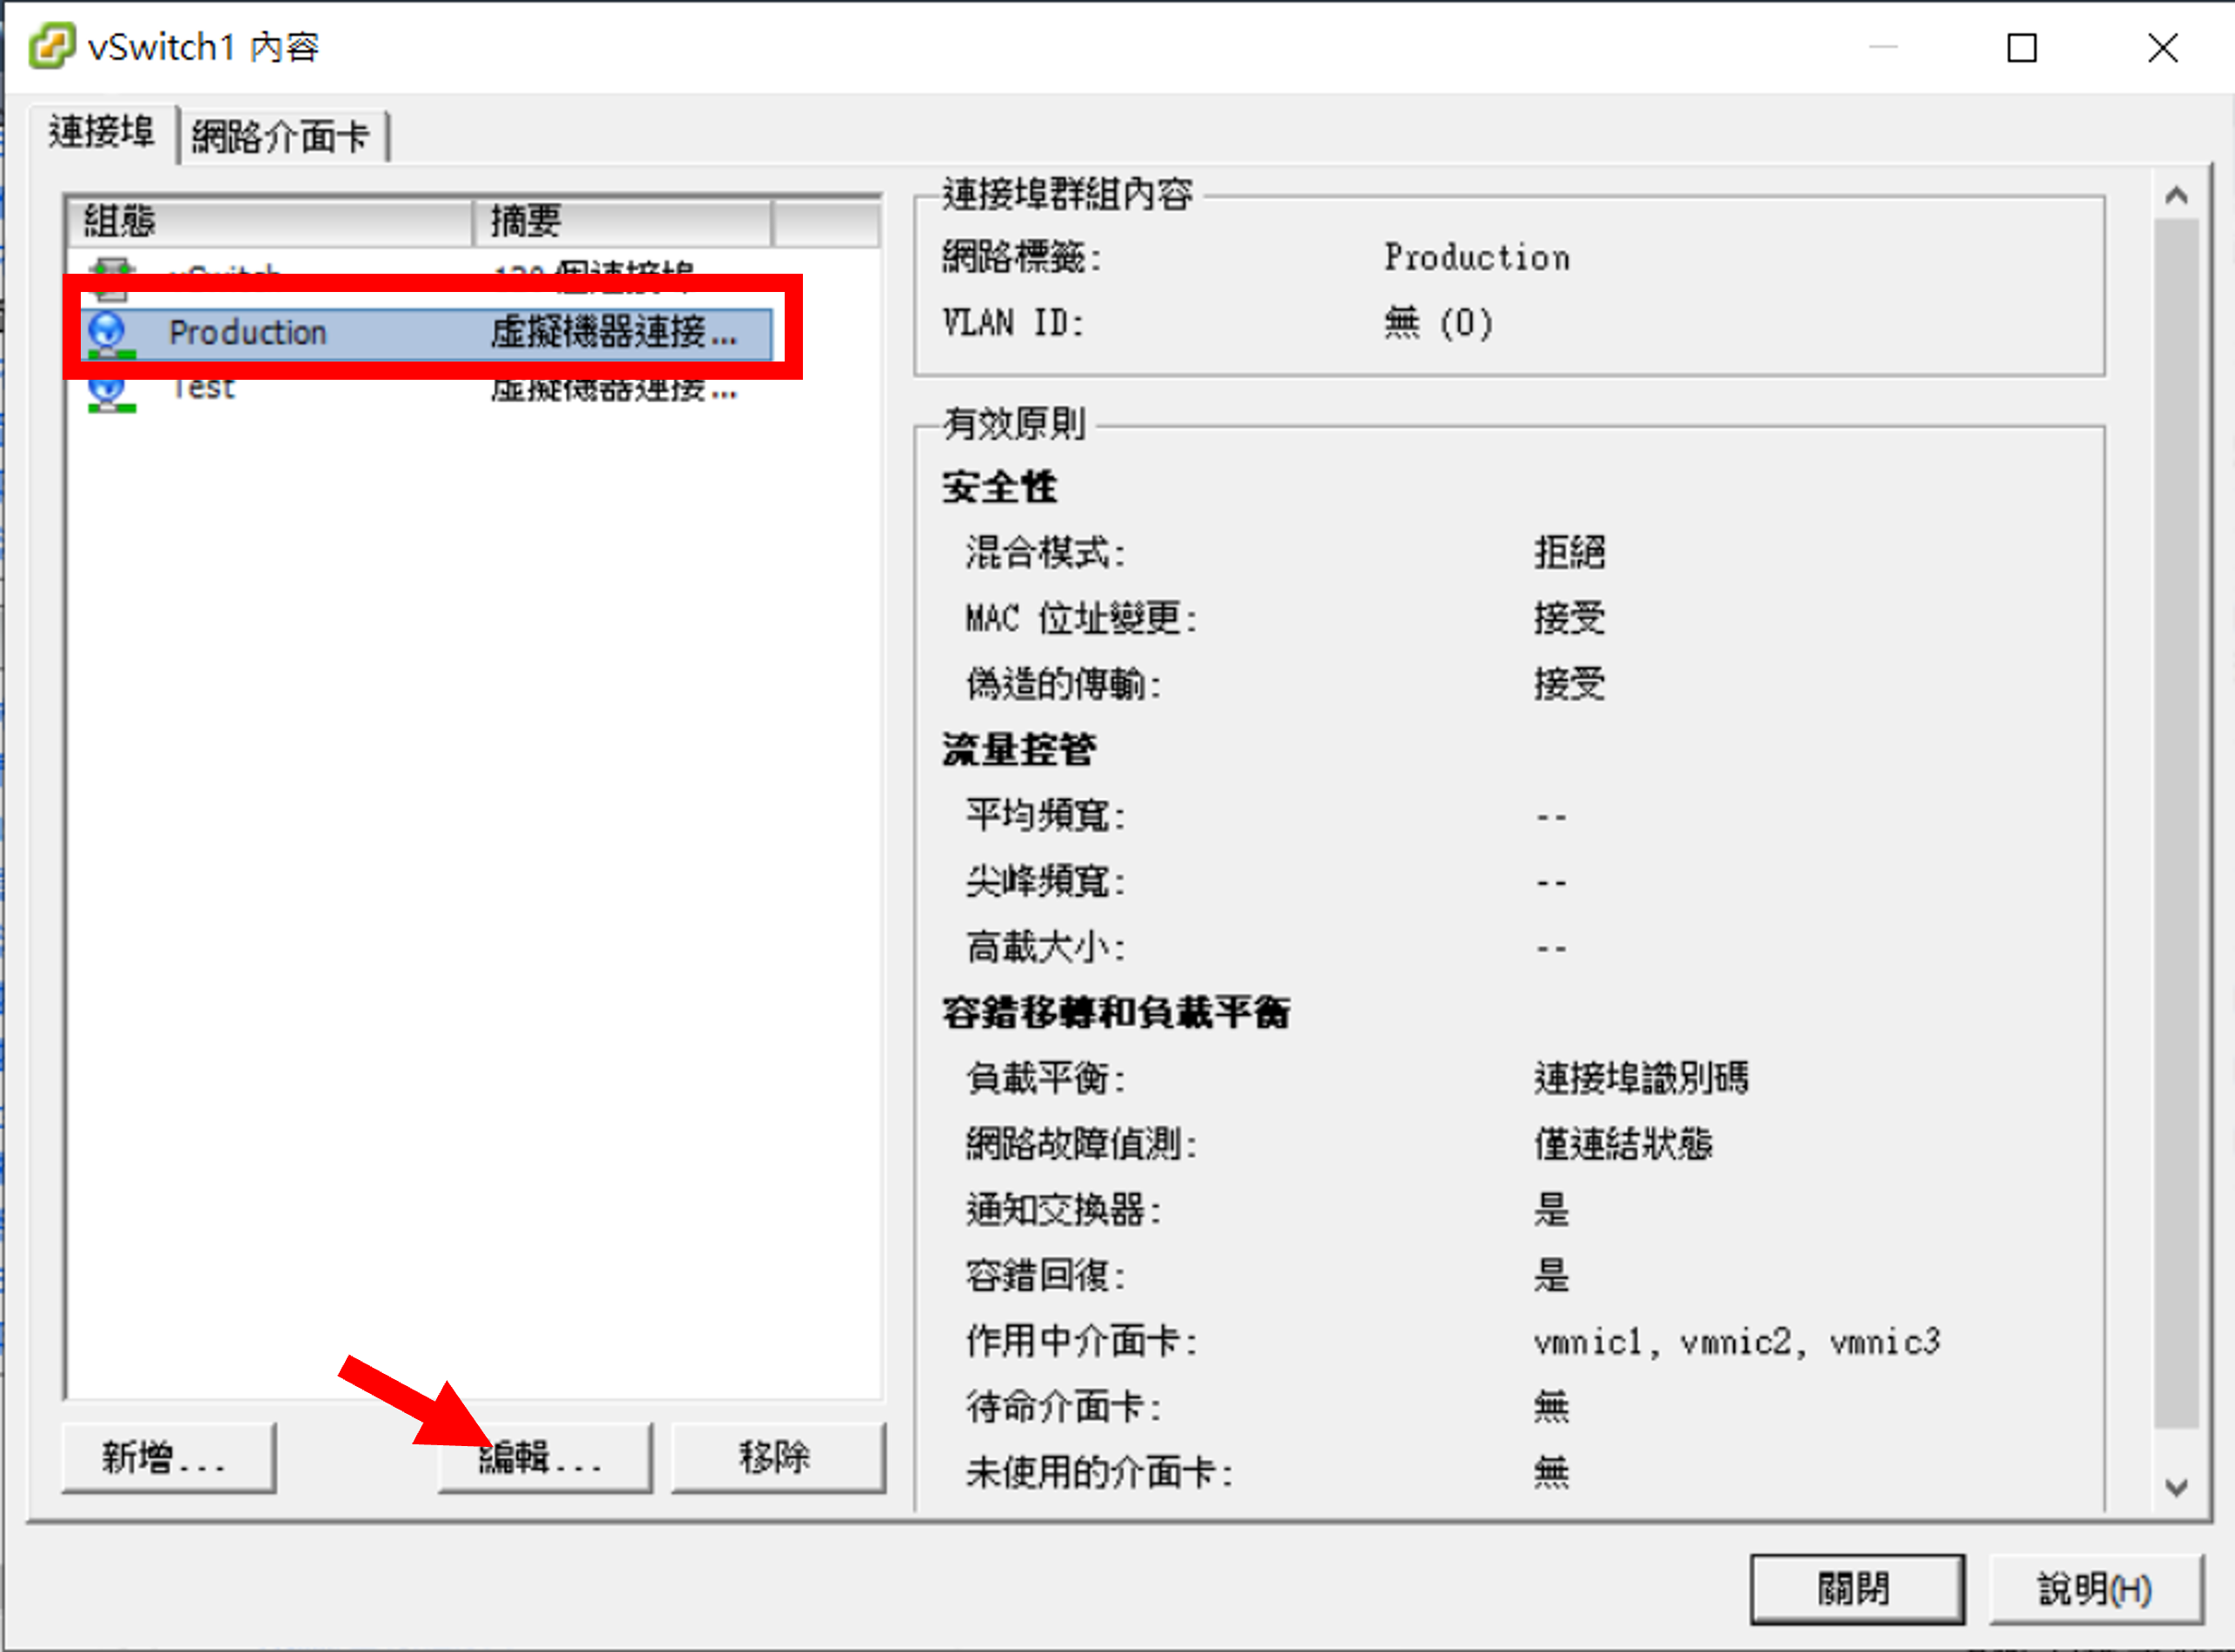 vSwitch1 內容
連接埠
網路介面卡
組態 摘要
vSwitch 120 個連接埠
Production 虛擬機器連接...
Test 虛擬機器連接...
新增...
編輯...
移除
連接埠群組內容
網路標籤: Production
VLAN ID: 無 (0)
有效原則
安全性
混合模式: 拒絕
MAC 位址變更: 接受
偽造的傳輸: 接受
流量控管
平均頻寬: --
尖峰頻寬: --
高載大小: --
容錯移轉和負載平衡
負載平衡: 連接埠識別碼
網路故障偵測: 僅連結狀態
通知交換器: 是
容錯回復: 是
作用中介面卡: vmnic1, vmnic2, vmnic3
待命介面卡: 無
未使用的介面卡: 無
關閉
說明(H)